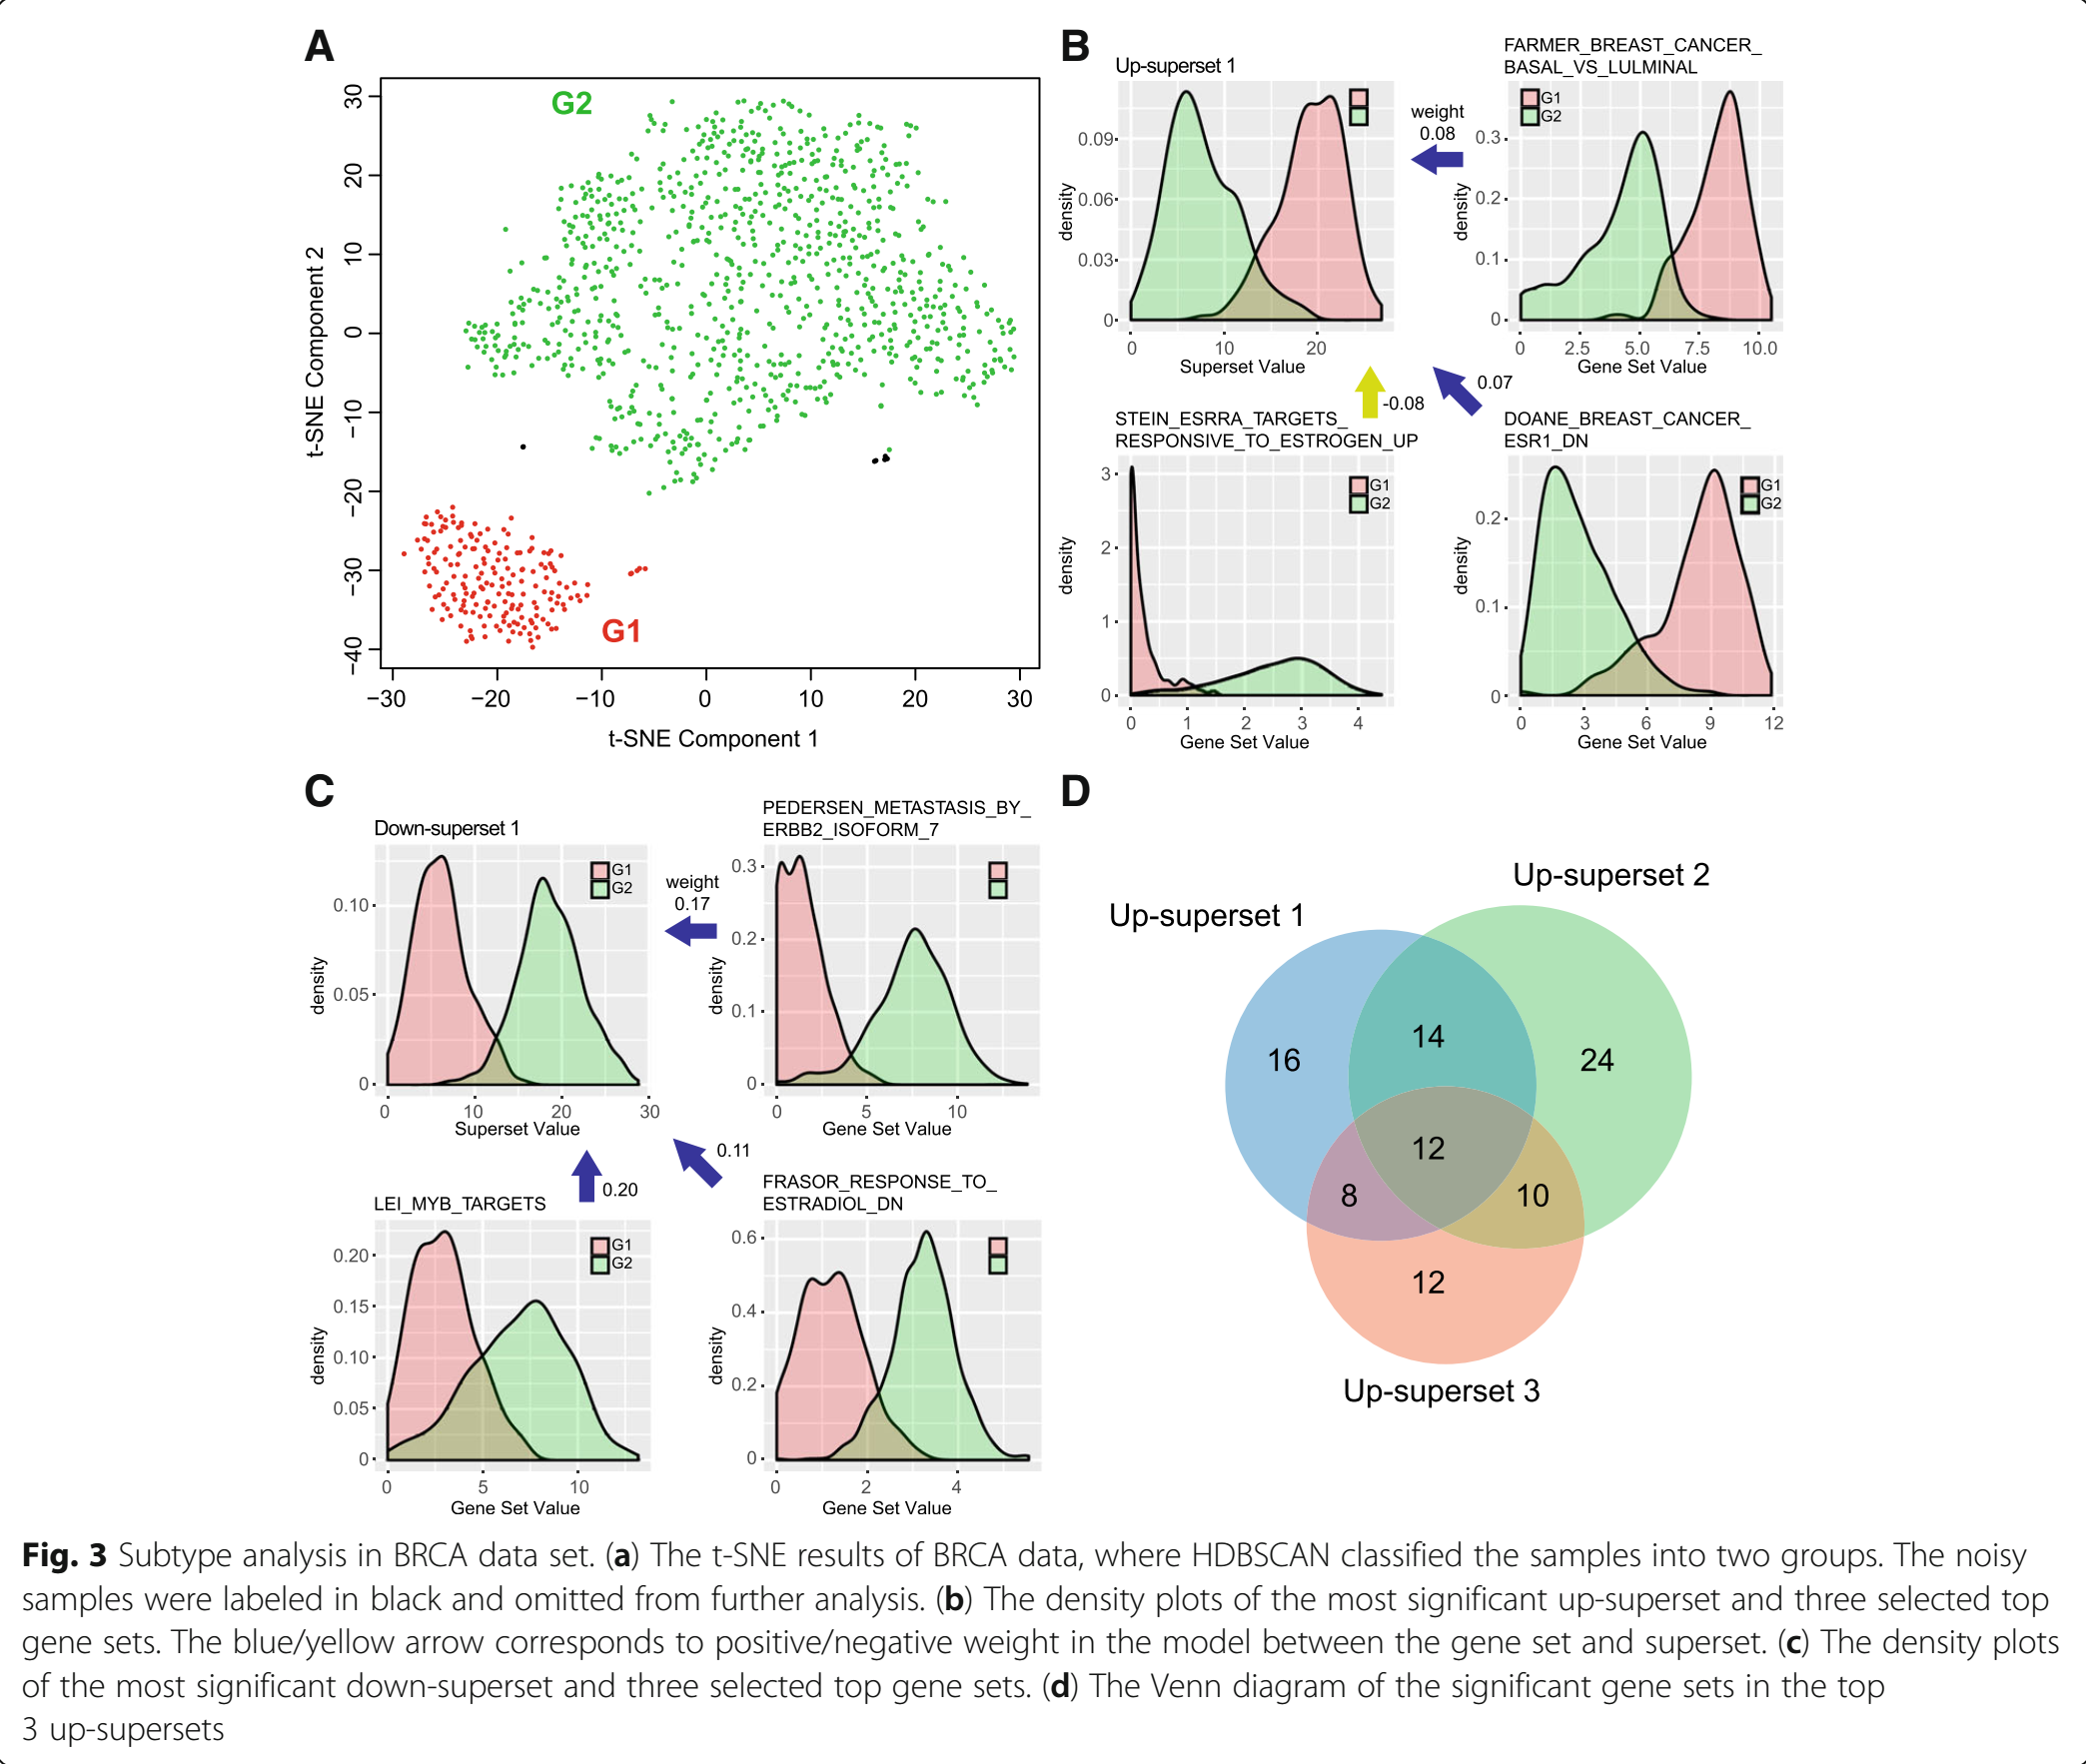 A
G2
G1
30
20
10
0
−10
−20
−30
−40
t-SNE Component 2
−30 −20 −10 0 10 20 30
t-SNE Component 1
B
Up-superset 1
0.09
0.06
0.03
0
density
0 10 20
Superset Value
weight
0.08
FARMER_BREAST_CANCER_
BASAL_VS_LULMINAL
G1
G2
0.3
0.2
0.1
0
density
0 2.5 5.0 7.5 10.0
Gene Set Value
-0.08
0.07
STEIN_ESRRA_TARGETS_
RESPONSIVE_TO_ESTROGEN_UP
G1
G2
3
2
1
0
density
0 1 2 3 4
Gene Set Value
DOANE_BREAST_CANCER_
ESR1_DN
G1
G2
0.2
0.1
0
density
0 3 6 9 12
Gene Set Value
C
Down-superset 1
G1
G2
0.10
0.05
0
density
0 10 20 30
Superset Value
weight
0.17
PEDERSEN_METASTASIS_BY_
ERBB2_ISOFORM_7
0.3
0.2
0.1
0
density
0 5 10
Gene Set Value
0.20
0.11
LEI_MYB_TARGETS
G1
G2
0.20
0.15
0.10
0.05
0
density
0 5 10
Gene Set Value
FRASOR_RESPONSE_TO_
ESTRADIOL_DN
0.6
0.4
0.2
0
density
0 2 4
Gene Set Value
D
Up-superset 2
Up-superset 1
14
16
24
12
8
10
12
Up-superset 3
Fig. 3 Subtype analysis in BRCA data set. (a) The t-SNE results of BRCA data, where HDBSCAN classified the samples into two groups. The noisy
samples were labeled in black and omitted from further analysis. (b) The density plots of the most significant up-superset and three selected top
gene sets. The blue/yellow arrow corresponds to positive/negative weight in the model between the gene set and superset. (c) The density plots
of the most significant down-superset and three selected top gene sets. (d) The Venn diagram of the significant gene sets in the top
3 up-supersets